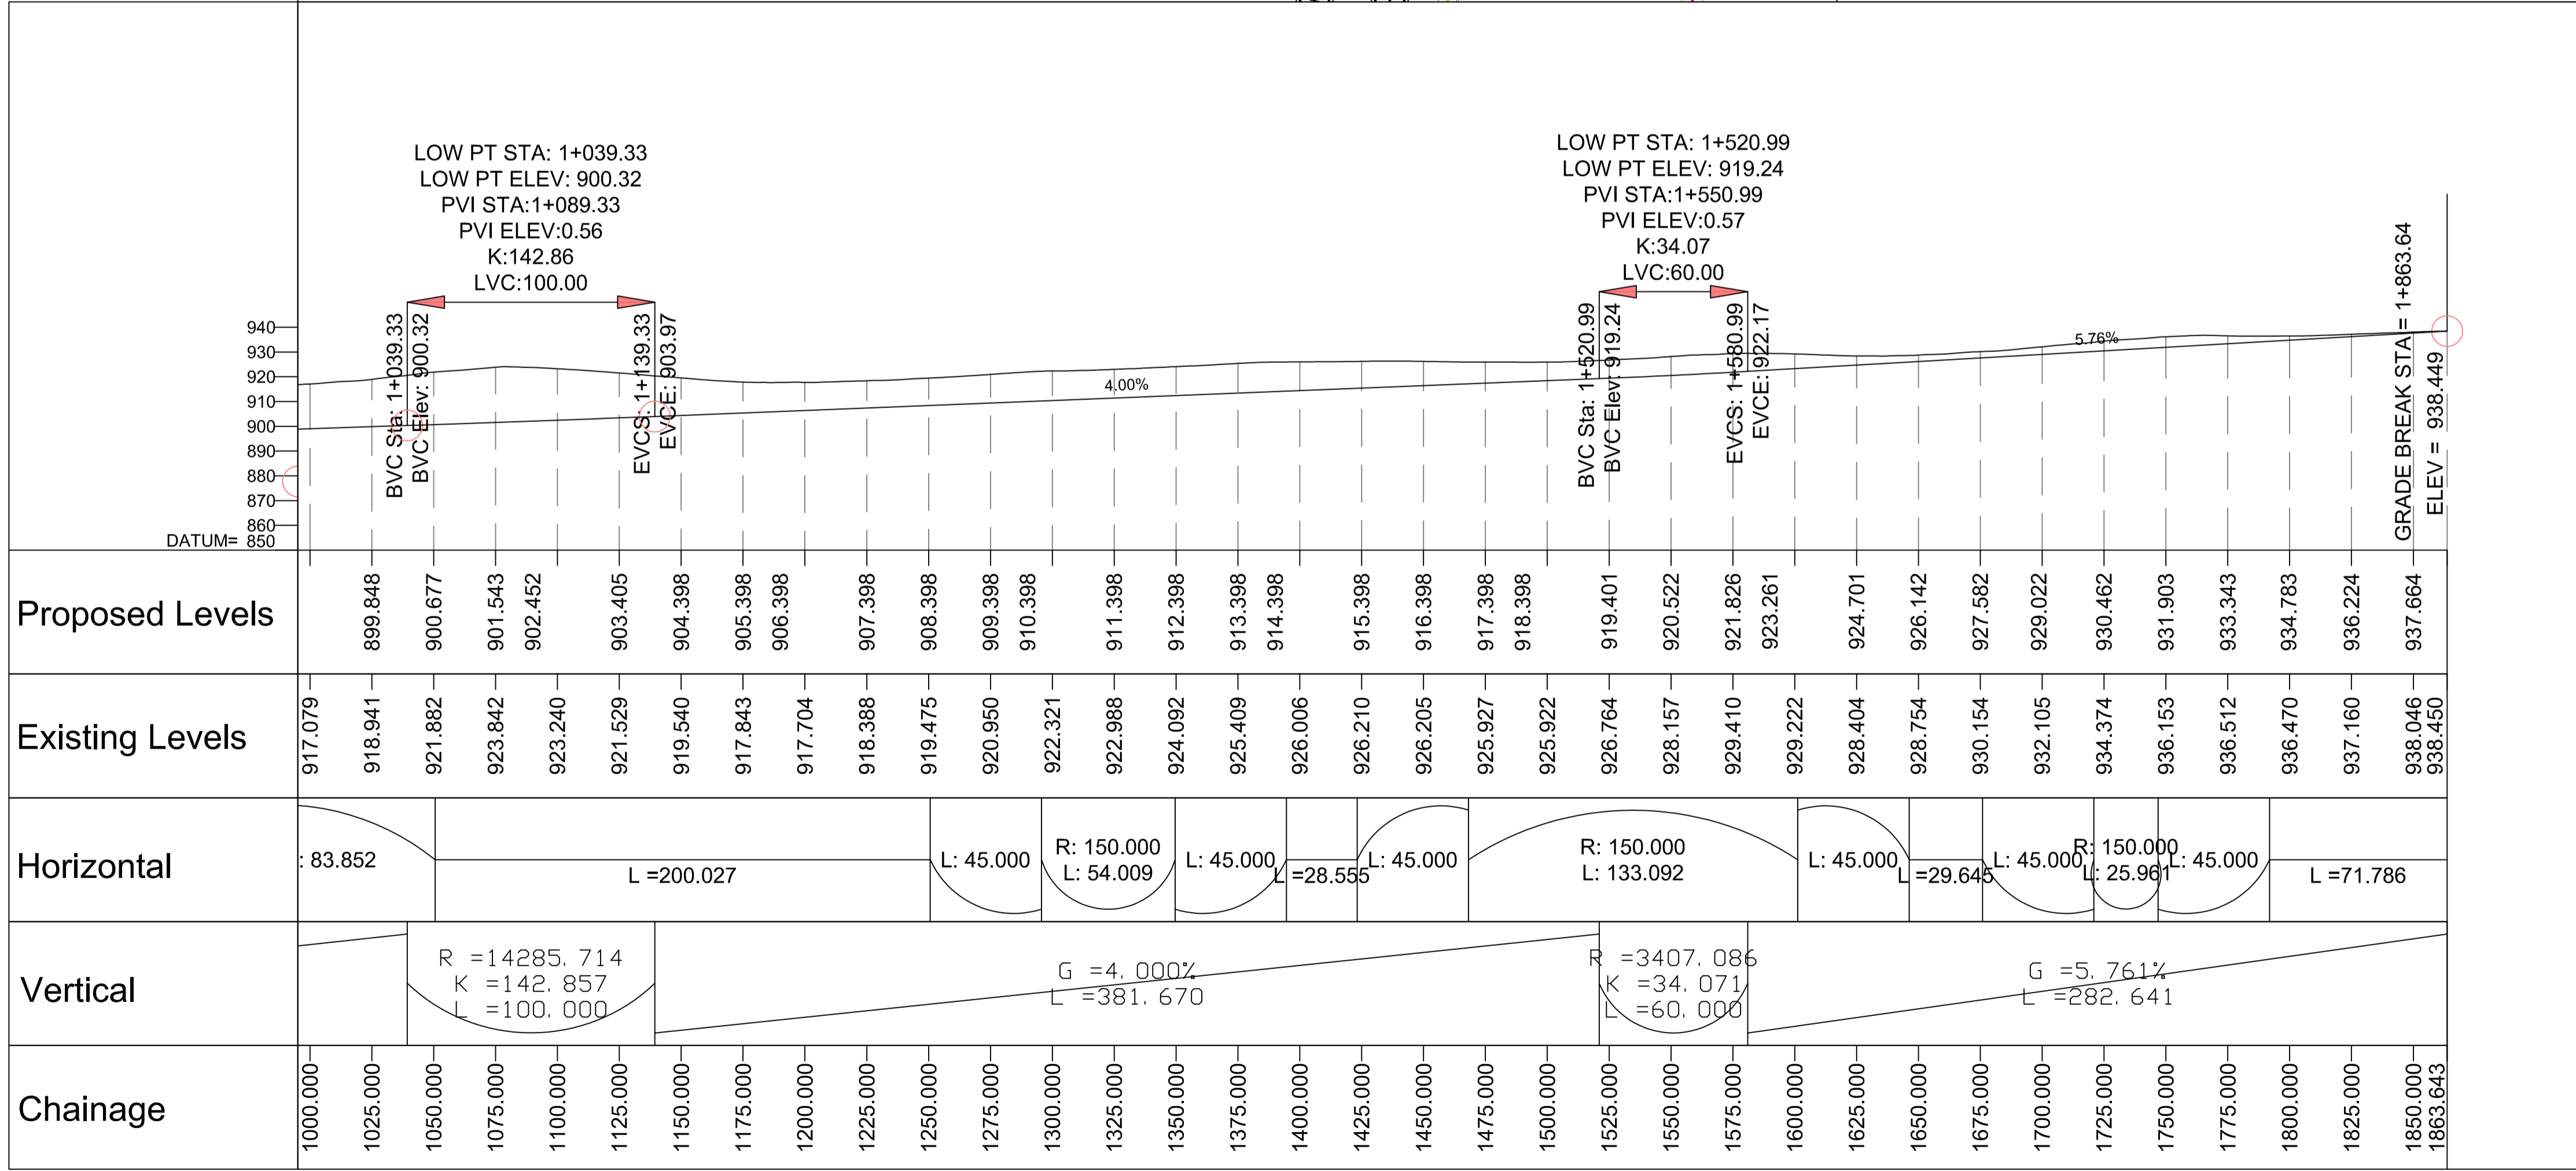 LOW PT STA: 1+039.33
LOW PT ELEV: 900.32
PVI STA:1+089.33
PVI ELEV:0.56
K:142.86
LVC:100.00
LOW PT STA: 1+520.99
LOW PT ELEV: 919.24
PVI STA:1+550.99
PVI ELEV:0.57
K:34.07
LVC:60.00
BVC Sta: 1+039.33
BVC Elev: 900.32
EVCS: 1+139.33
EVCE: 903.97
BVC Sta: 1+520.99
BVC Elev: 919.24
EVCS: 1+580.99
EVCE: 922.17
GRADE BREAK STA = 1+863.64
ELEV = 938.449
4.00%
5.76%
940
930
920
910
900
890
880
870
860
DATUM= 850
Proposed Levels
899.848
900.677
901.543
902.452
903.405
904.398
905.398
906.398
907.398
908.398
909.398
910.398
911.398
912.398
913.398
914.398
915.398
916.398
917.398
918.398
919.401
920.522
921.826
923.261
924.701
926.142
927.582
929.022
930.462
931.903
933.343
934.783
936.224
937.664
Existing Levels
917.079
918.941
921.882
923.842
923.240
921.529
919.540
917.843
917.704
918.388
919.475
920.950
922.321
922.988
924.092
925.409
926.006
926.210
926.205
925.927
925.922
926.764
928.157
929.410
929.222
928.404
928.754
930.154
932.105
934.374
936.153
936.512
936.470
937.160
938.046
938.450
Horizontal
: 83.852
L =200.027
L: 45.000
R: 150.000
L: 54.009
L: 45.000
L =28.555
L: 45.000
R: 150.000
L: 133.092
L: 45.000
L =29.645
L: 45.000
R: 150.000
L: 25.961
L: 45.000
L =71.786
Vertical
R =14285.714
K =142.857
L =100.000
G =4.000%
L =381.670
R =3407.086
K =34.071
L =60.000
G =5.761%
L =282.641
Chainage
1000.000
1025.000
1050.000
1075.000
1100.000
1125.000
1150.000
1175.000
1200.000
1225.000
1250.000
1275.000
1300.000
1325.000
1350.000
1375.000
1400.000
1425.000
1450.000
1475.000
1500.000
1525.000
1550.000
1575.000
1600.000
1625.000
1650.000
1675.000
1700.000
1725.000
1750.000
1775.000
1800.000
1825.000
1850.000
1863.643